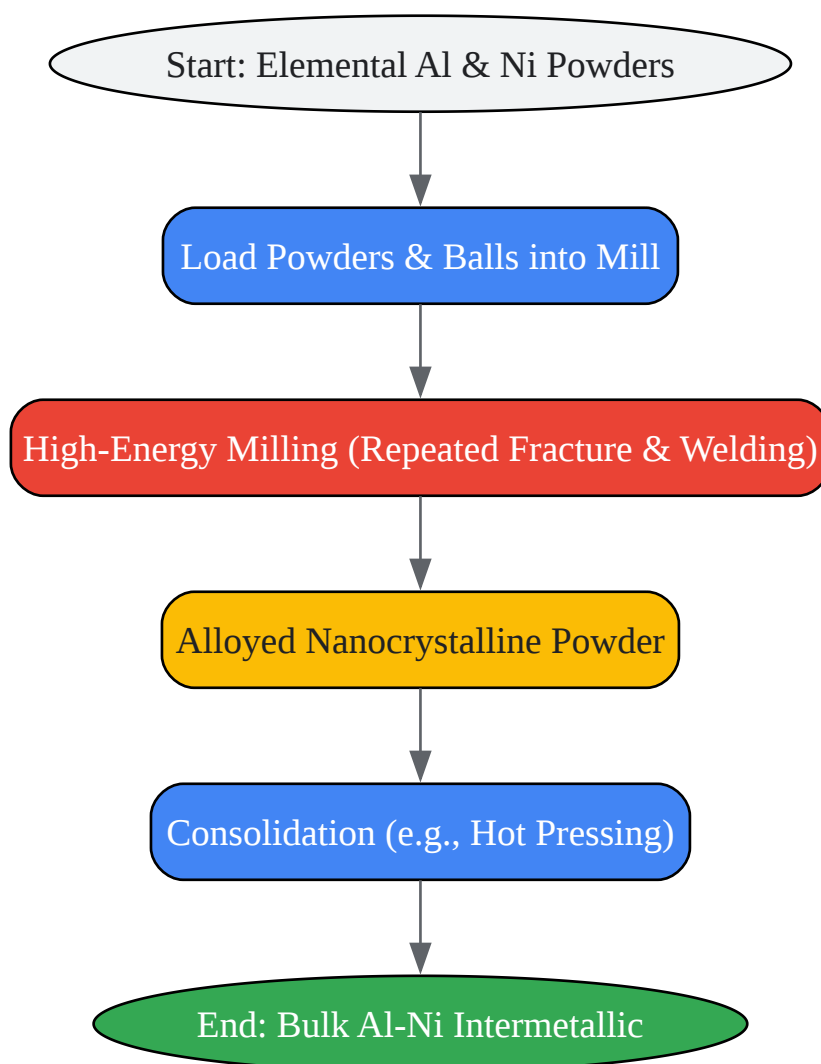 Start: Elemental Al & Ni Powders
Load Powders & Balls into Mill
High-Energy Milling (Repeated Fracture & Welding)
Alloyed Nanocrystalline Powder
Consolidation (e.g., Hot Pressing)
End: Bulk Al-Ni Intermetallic